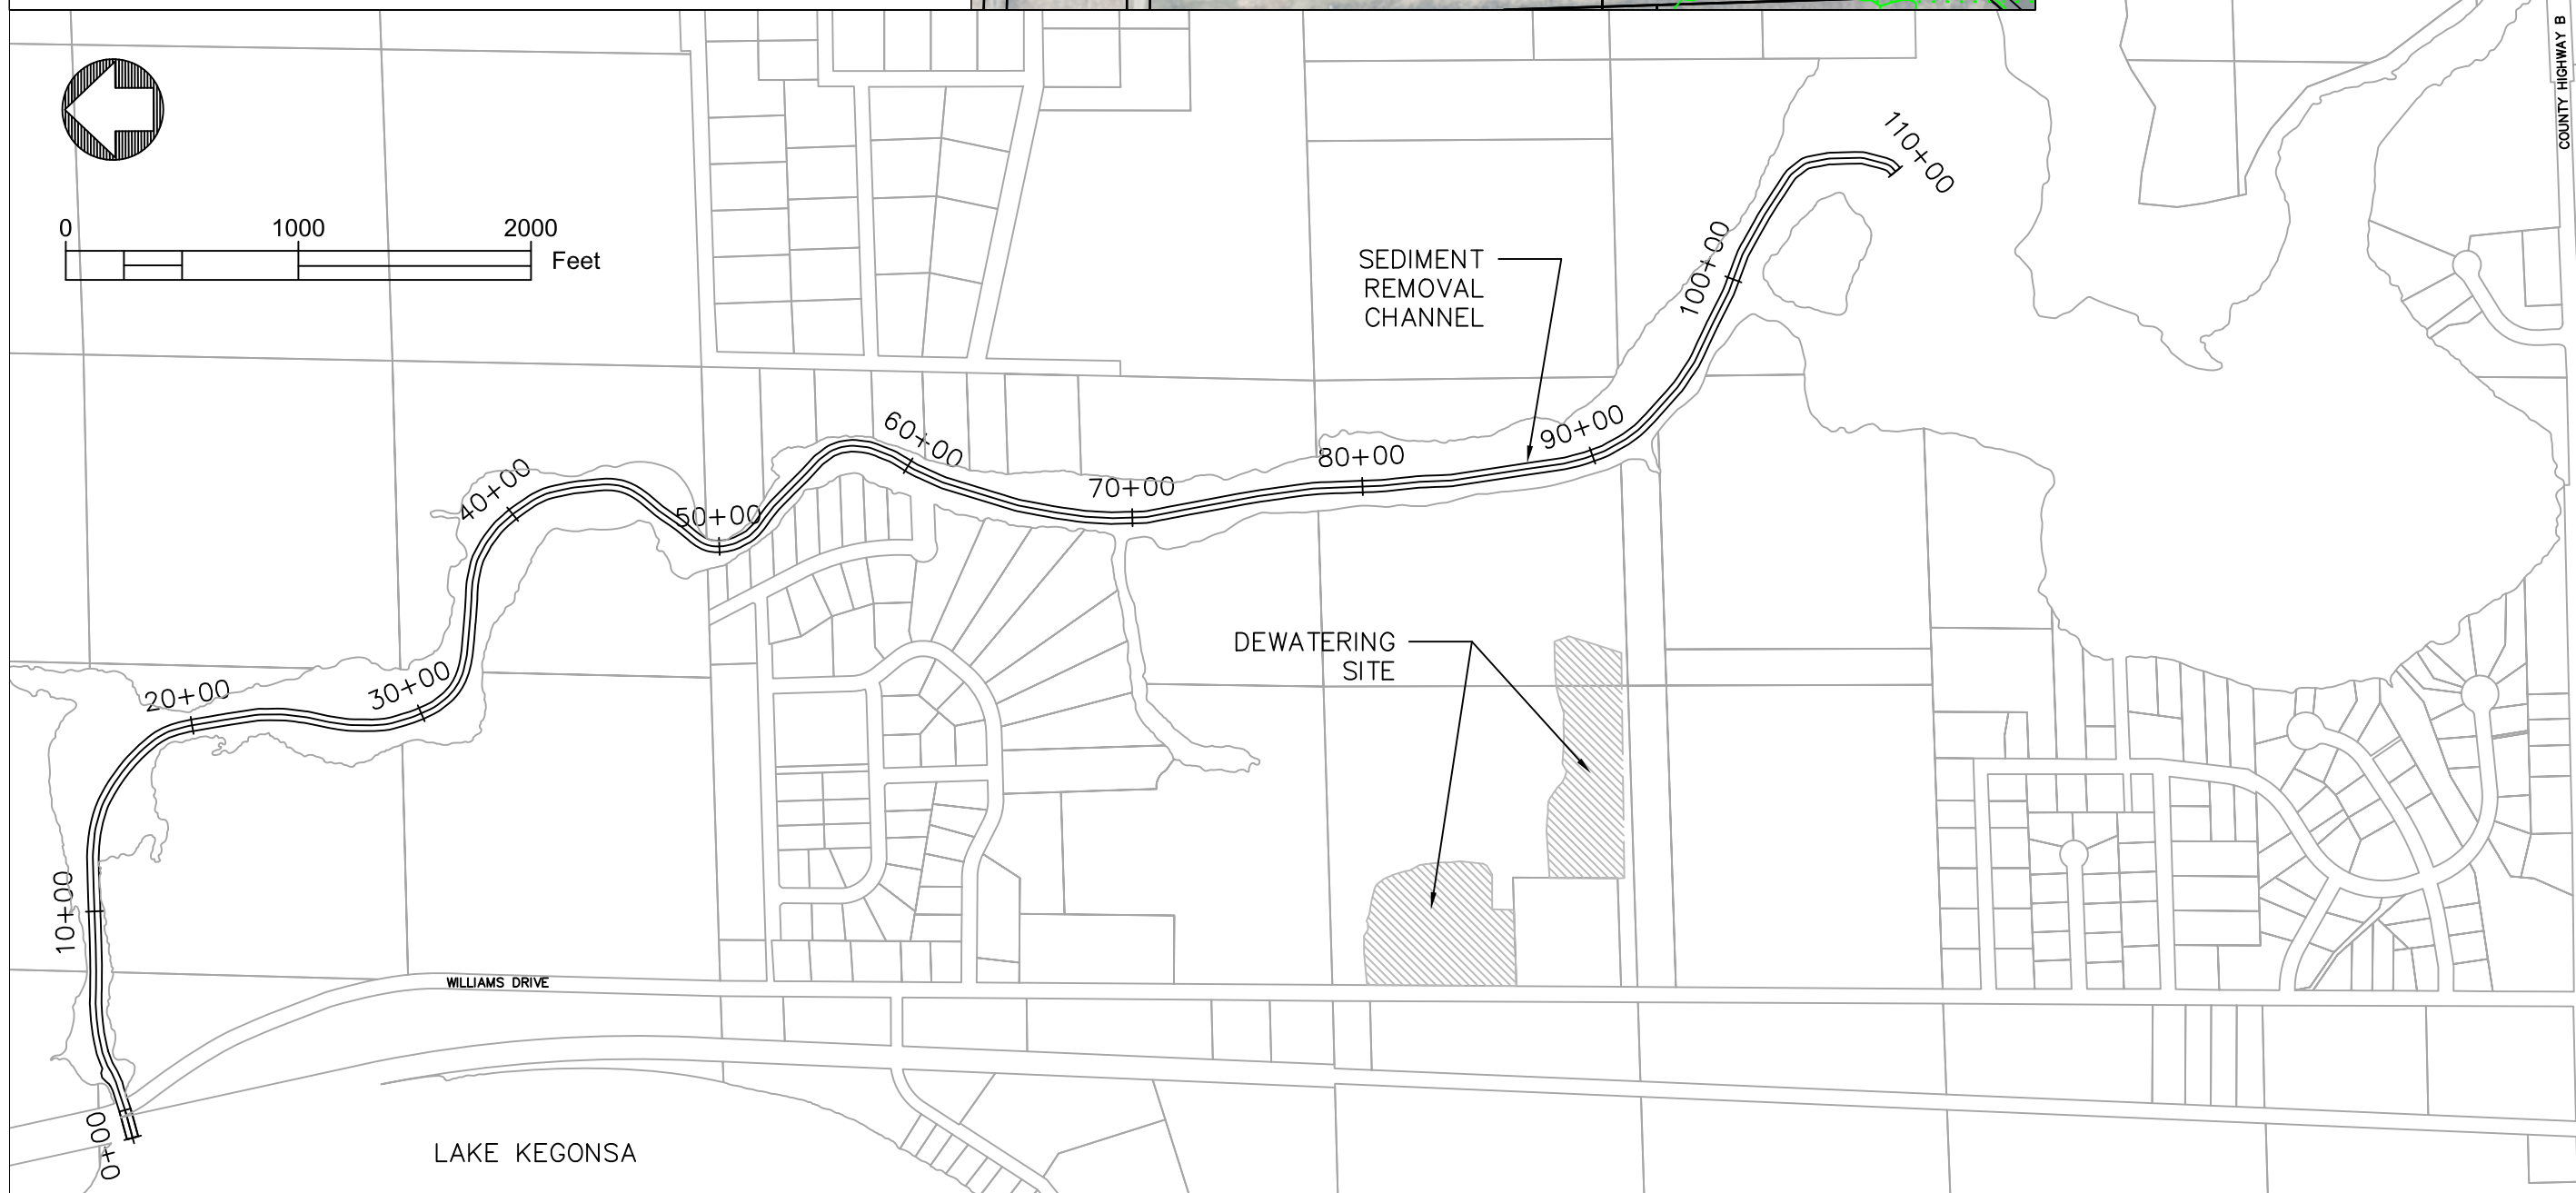 COUNTY HIGHWAY B
110+00
0 1000 2000
Feet
100+00
SEDIMENT
REMOVAL
CHANNEL
90+00
80+00
70+00
60+00
50+00
40+00
30+00
20+00
10+00
0+00
DEWATERING
SITE
WILLIAMS DRIVE
LAKE KEGONSA